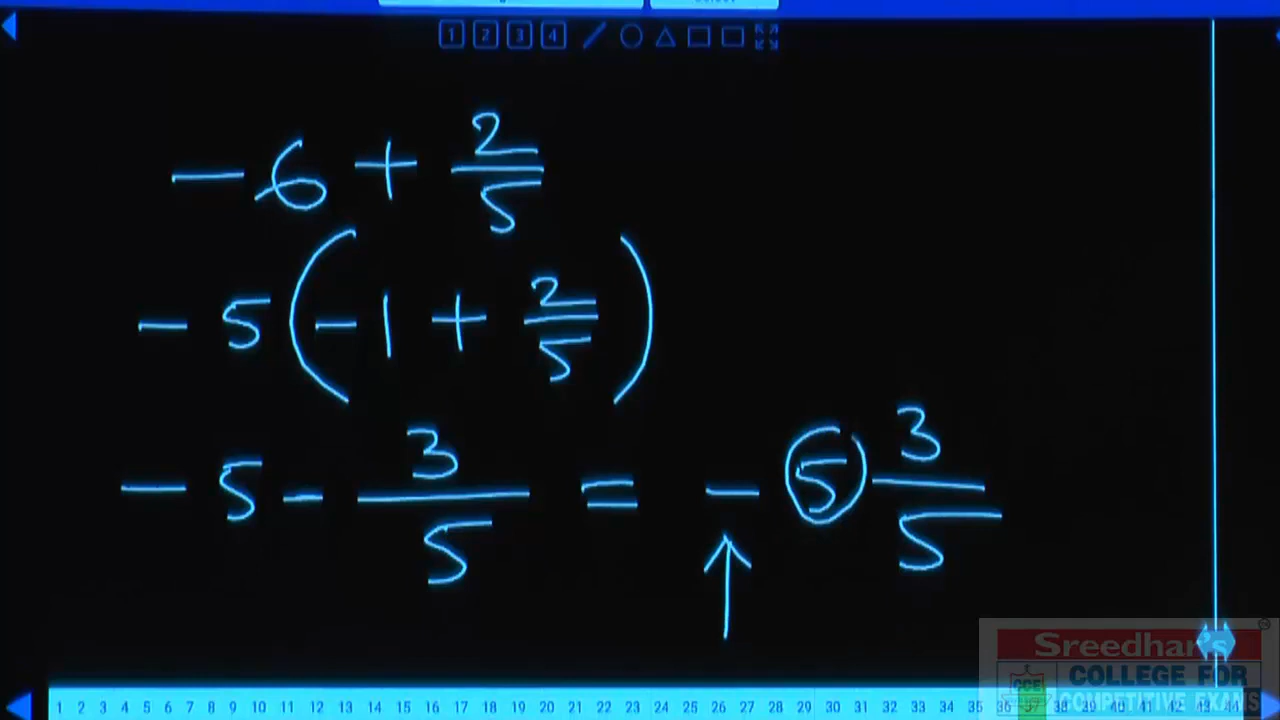 1 2 3 4
- 6 + 2/5
- 5 ( - 1 + 2/5 )
- 5 - 3/5 = - 5 3/5
Sreedhar's
CCE
COLLEGE FOR
COMPETITIVE EXAMS
1 2 3 4 5 6 7 8 9 10 11 12 13 14 15 16 17 18 19 20 21 22 23 24 25 26 27 28 29 30 31 32 33 34 35 36 37 38 39 40 41 42 43 44